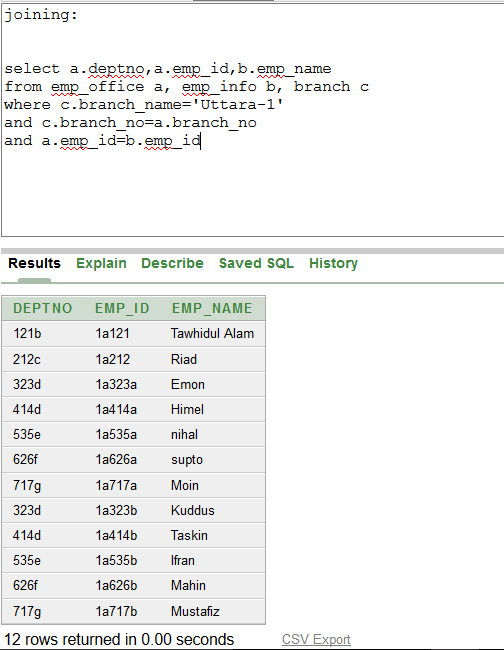 joining:
select a.deptno,a.emp_id,b.emp_name
from emp_office a, emp_info b, branch c
where c.branch_name='Uttara-1'
and c.branch_no=a.branch_no
and a.emp_id=b.emp_id
Results Explain Describe Saved SQL History
DEPTNO EMP_ID EMP_NAME
121b 1a121 Tawhidul Alam
212c 1a212 Riad
323d 1a323a Emon
414d 1a414a Himel
535e 1a535a nihal
626f 1a626a supto
717g 1a717a Moin
323d 1a323b Kuddus
414d 1a414b Taskin
535e 1a535b Ifran
626f 1a626b Mahin
717g 1a717b Mustafiz
12 rows returned in 0.00 seconds CSV Export